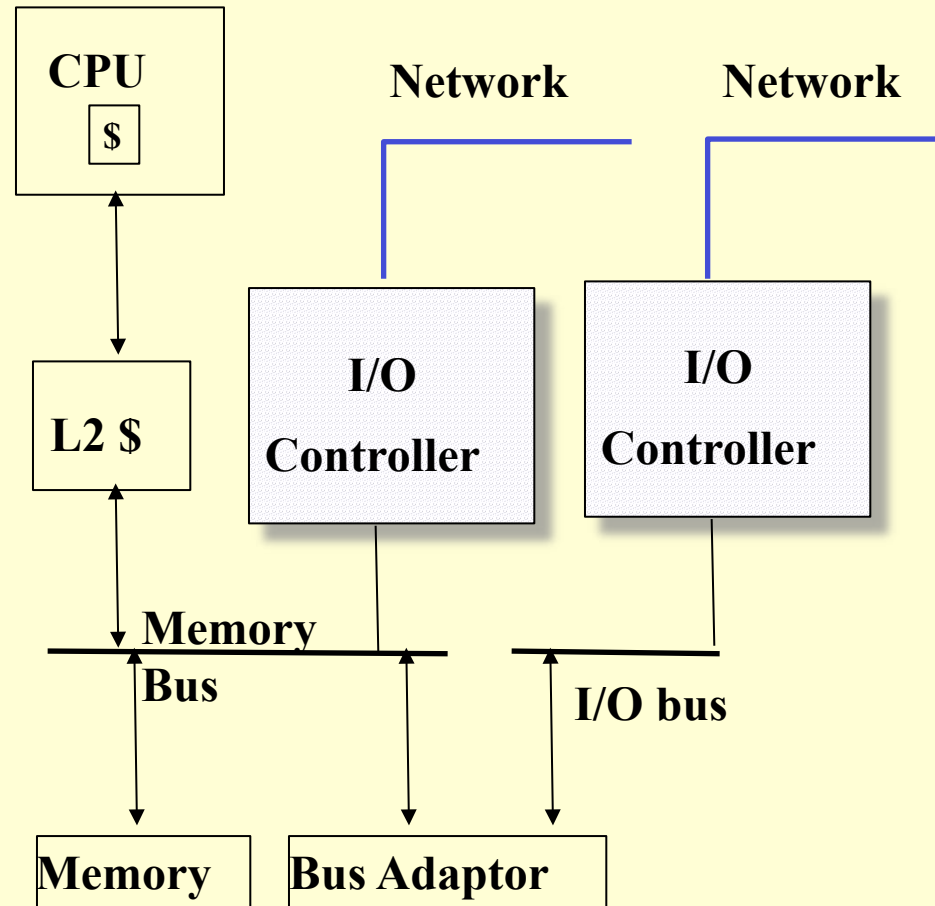 CPU
$
Network
Network
I/O
Controller
I/O
Controller
L2 $
Memory
Bus
I/O bus
Memory
Bus Adaptor